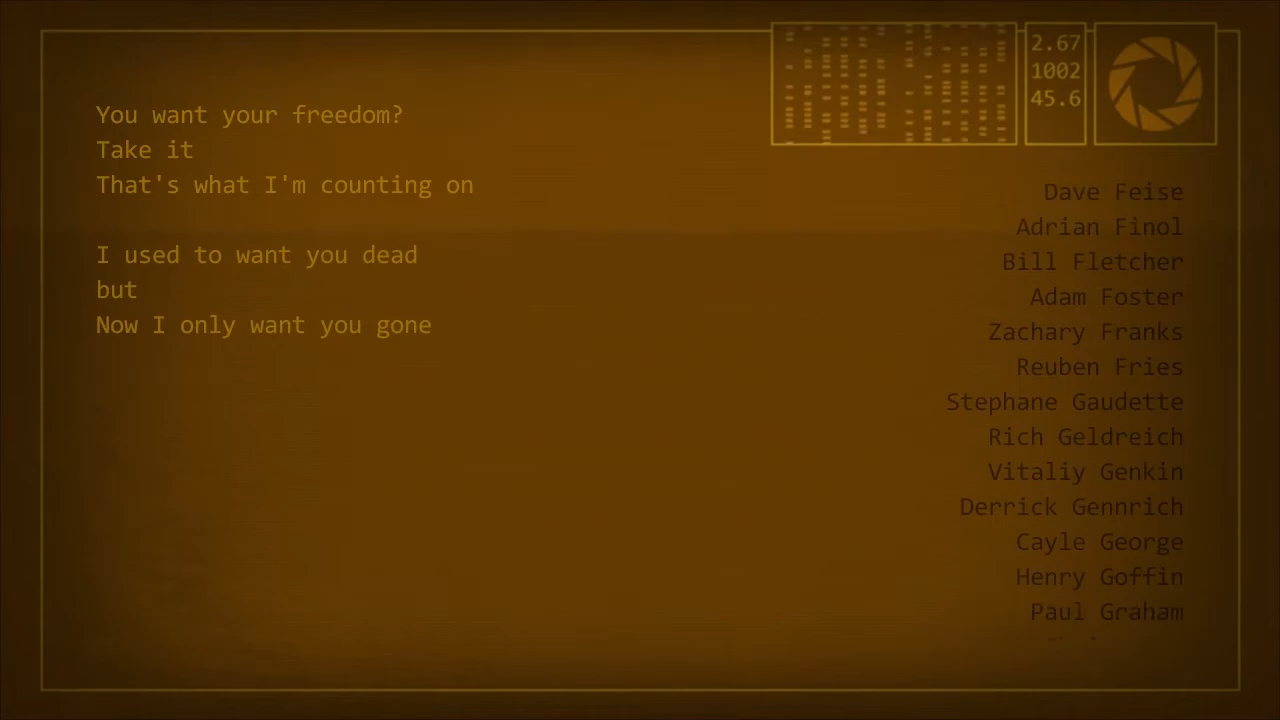 You want your freedom?
Take it
That's what I'm counting on
I used to want you dead
but
Now I only want you gone
2.67
1002
45.6
Dave Feise
Adrian Finol
Bill Fletcher
Adam Foster
Zachary Franks
Reuben Fries
Stephane Gaudette
Rich Geldreich
Vitaliy Genkin
Derrick Gennrich
Cayle George
Henry Goffin
Paul Graham